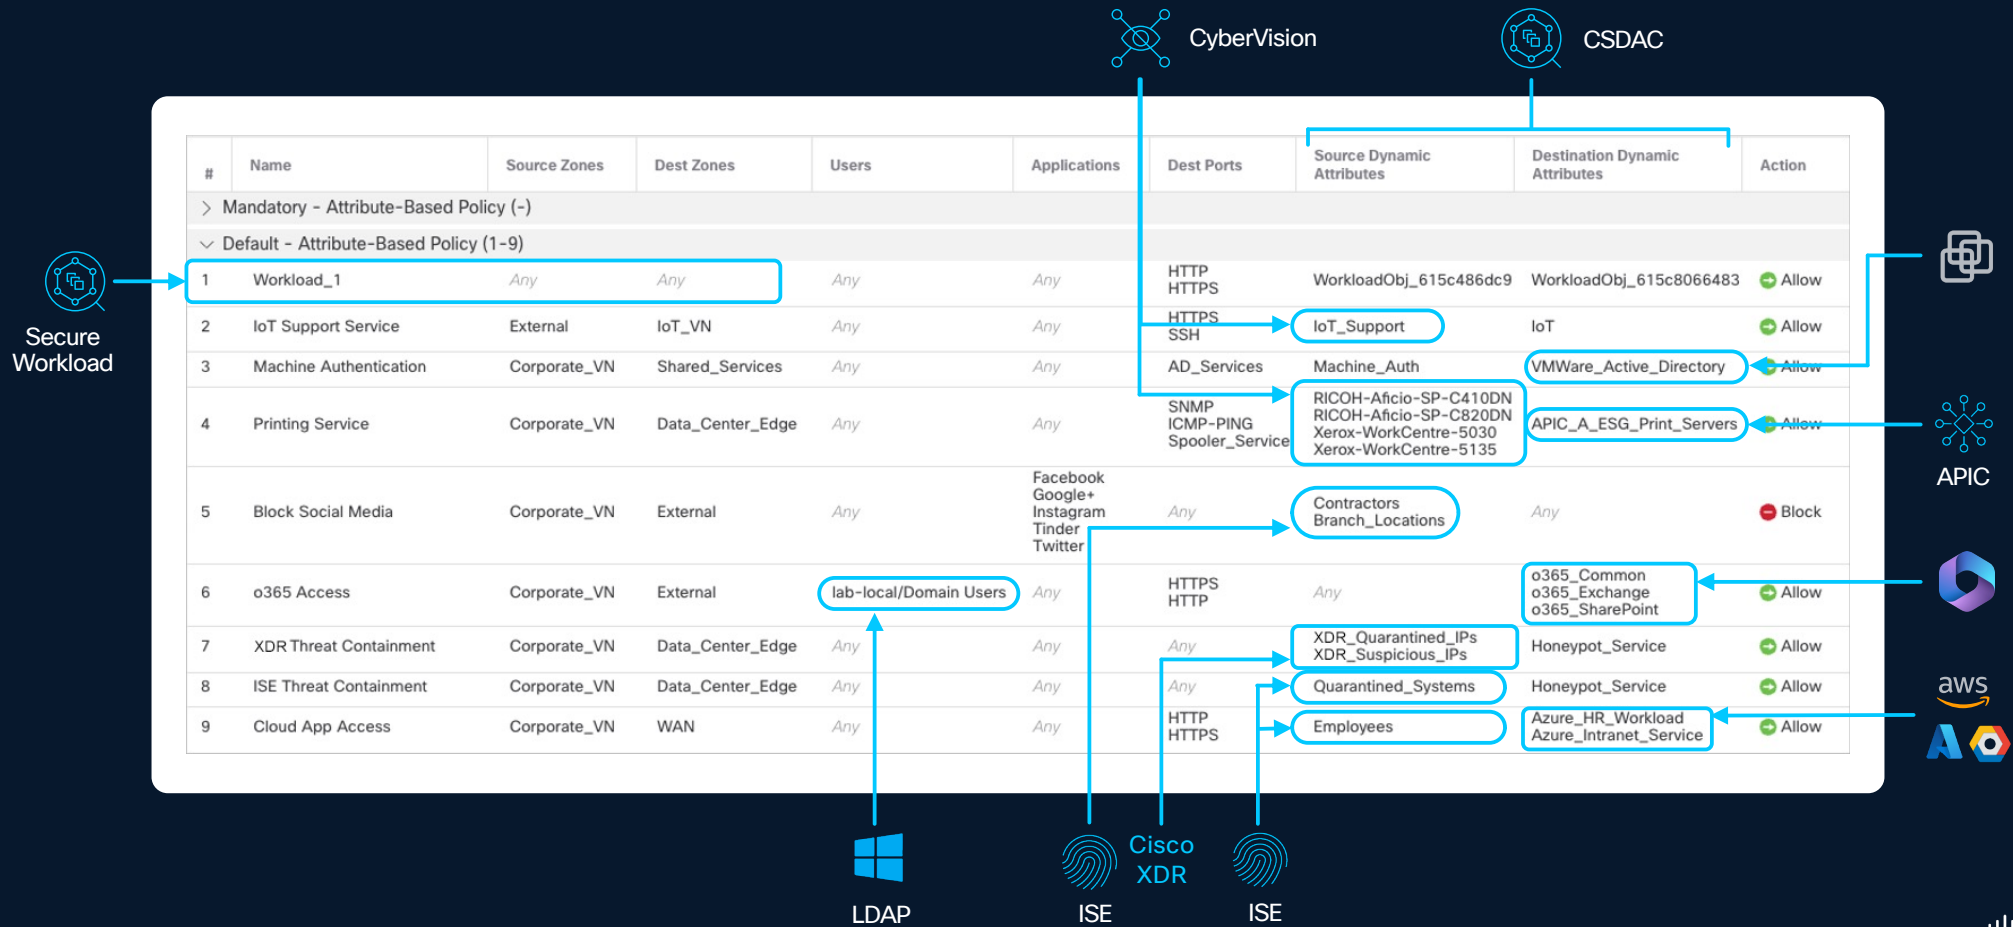 CyberVision
CSDAC
# Name Source Zones Dest Zones Users Applications Dest Ports Source Dynamic Attributes Destination Dynamic Attributes Action
Mandatory - Attribute-Based Policy (-)
Default - Attribute-Based Policy (1-9)
1 Workload_1 Any Any Any Any HTTP HTTPS WorkloadObj_615c486dc9 WorkloadObj_615c8066483 Allow
Secure
Workload
2 IoT Support Service External IoT_VN Any Any HTTPS SSH IoT_Support IoT Allow
3 Machine Authentication Corporate_VN Shared_Services Any Any AD_Services Machine_Auth VMWare_Active_Directory Allow
4 Printing Service Corporate_VN Data_Center_Edge Any Any SNMP ICMP-PING Spooler_Service RICOH-Aficio-SP-C410DN RICOH-Aficio-SP-C820DN Xerox-WorkCentre-5030 Xerox-WorkCentre-5135 APIC_A_ESG_Print_Servers Allow
APIC
5 Block Social Media Corporate_VN External Any Facebook Google+ Instagram Tinder Twitter Any Contractors Branch_Locations Any Block
6 o365 Access Corporate_VN External lab-local/Domain Users Any HTTPS HTTP Any o365_Common o365_Exchange o365_SharePoint Allow
7 XDR Threat Containment Corporate_VN Data_Center_Edge Any Any Any XDR_Quarantined_IPs XDR_Suspicious_IPs Honeypot_Service Allow
8 ISE Threat Containment Corporate_VN Data_Center_Edge Any Any Any Quarantined_Systems Honeypot_Service Allow
9 Cloud App Access Corporate_VN WAN Any Any HTTP HTTPS Employees Azure_HR_Workload Azure_Intranet_Service Allow
aws
LDAP
ISE
Cisco
XDR
ISE